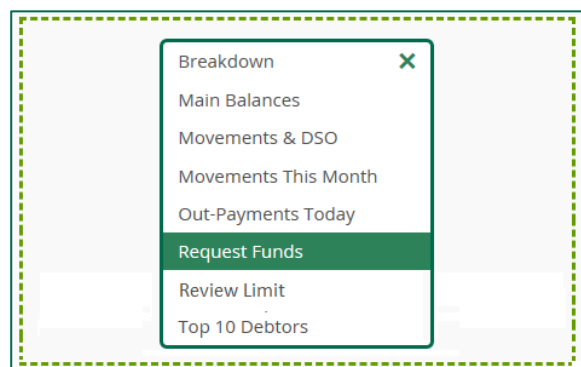 Breakdown
Main Balances
Movements & DSO
Movements This Month
Out-Payments Today
Request Funds
Review Limit
Top 10 Debtors